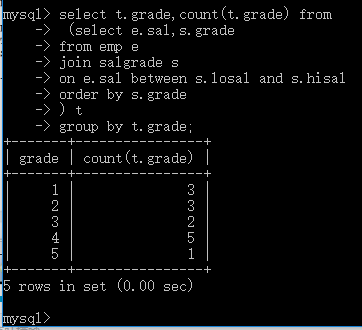 mysql> select t.grade,count(t.grade) from
    -> (select e.sal,s.grade
    -> from emp e
    -> join salgrade s
    -> on e.sal between s.losal and s.hisal
    -> order by s.grade
    -> ) t
    -> group by t.grade;
+-------+----------------+
| grade | count(t.grade) |
+-------+----------------+
|     1 |              3 |
|     2 |              3 |
|     3 |              2 |
|     4 |              5 |
|     5 |              1 |
+-------+----------------+
5 rows in set (0.00 sec)
mysql>